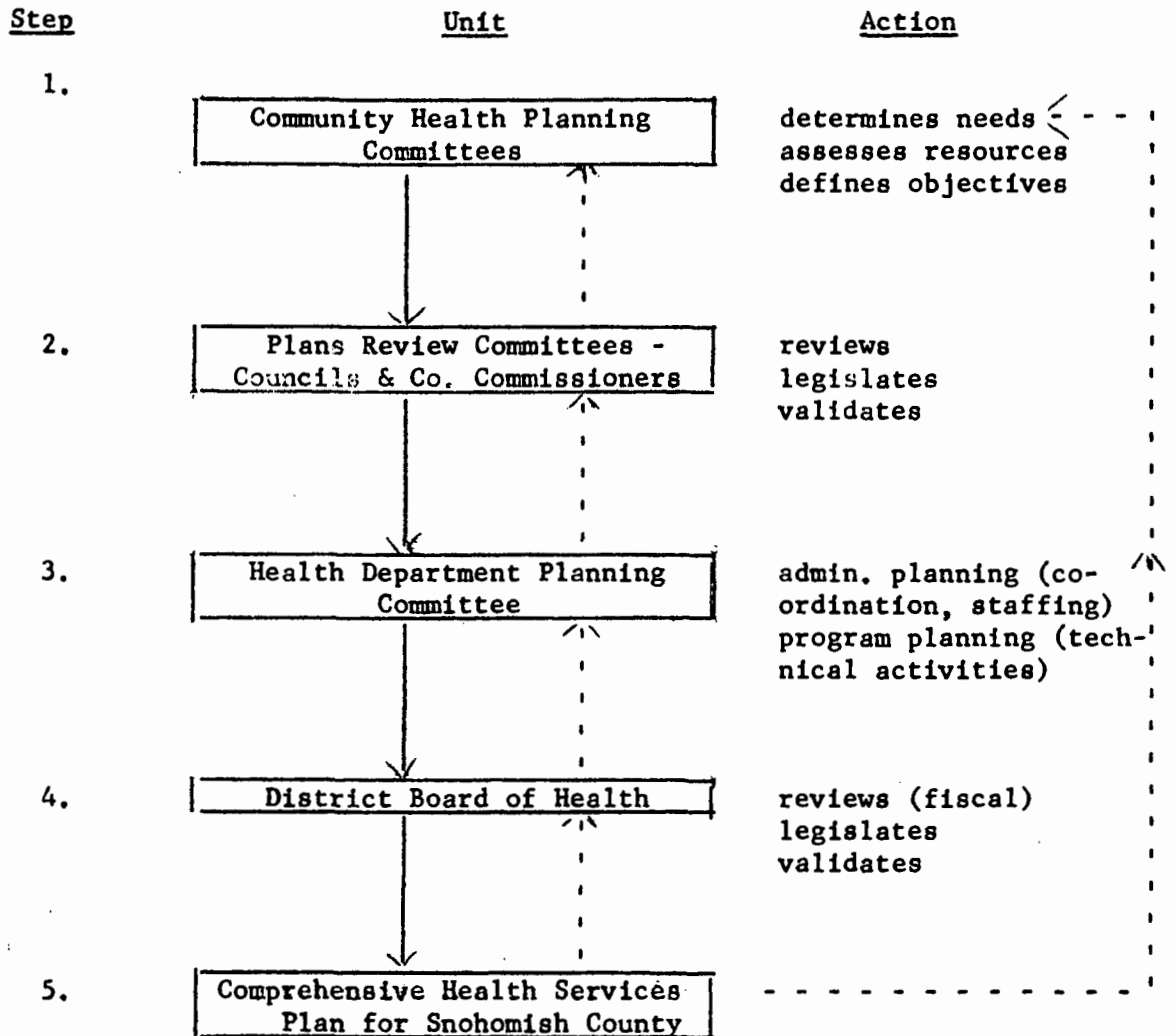 Step Unit Action
1.
Community Health Planning
Committees
determines needs
assesses resources
defines objectives
2.
Plans Review Committees -
Councils & Co. Commissioners
reviews
legislates
validates
3.
Health Department Planning
Committee
admin. planning (co-
ordination, staffing)
program planning (tech-
nical activities)
4.
District Board of Health
reviews (fiscal)
legislates
validates
5.
Comprehensive Health Services
Plan for Snohomish County